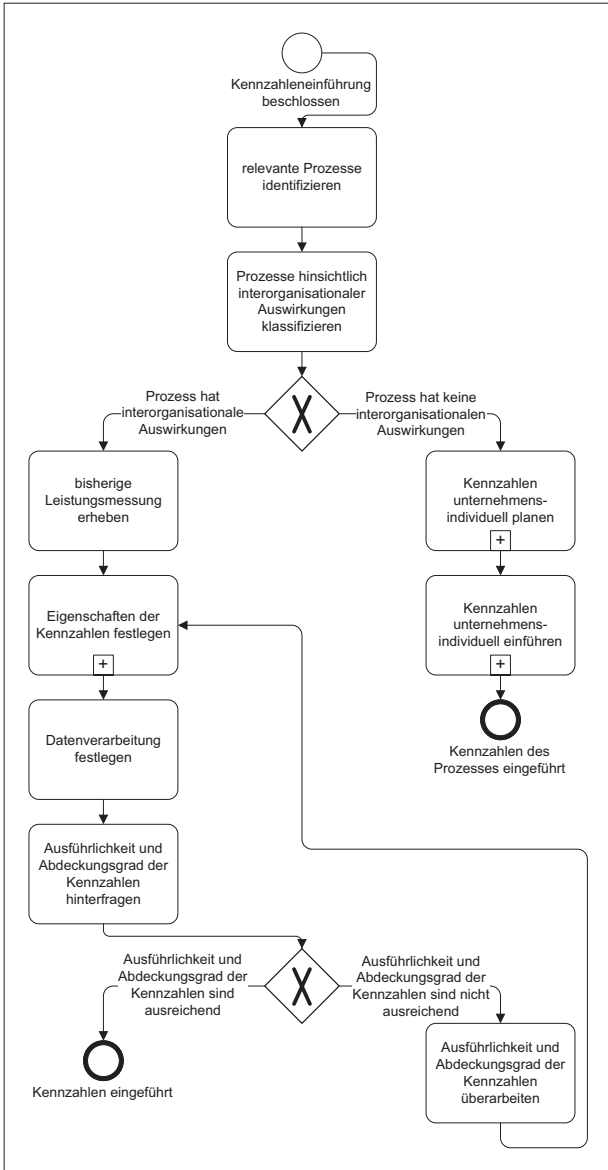 Kennzahleneinführung
beschlossen
relevante Prozesse
identifizieren
Prozesse hinsichtlich
interorganisationaler
Auswirkungen
klassifizieren
Prozess hat
interorganisationale
Auswirkungen
X
Prozess hat keine
interorganisationalen
Auswirkungen
bisherige
Leistungsmessung
erheben
Kennzahlen
unternehmens-
individuell planen
+
Eigenschaften der
Kennzahlen festlegen
+
Kennzahlen
unternehmens-
individuell einführen
+
Datenverarbeitung
festlegen
Kennzahlen des
Prozesses eingeführt
Ausführlichkeit und
Abdeckungsgrad der
Kennzahlen
hinterfragen
Ausführlichkeit und
Abdeckungsgrad der
Kennzahlen sind
ausreichend
X
Ausführlichkeit und
Abdeckungsgrad der
Kennzahlen sind nicht
ausreichend
Kennzahlen eingeführt
Ausführlichkeit und
Abdeckungsgrad der
Kennzahlen
überarbeiten